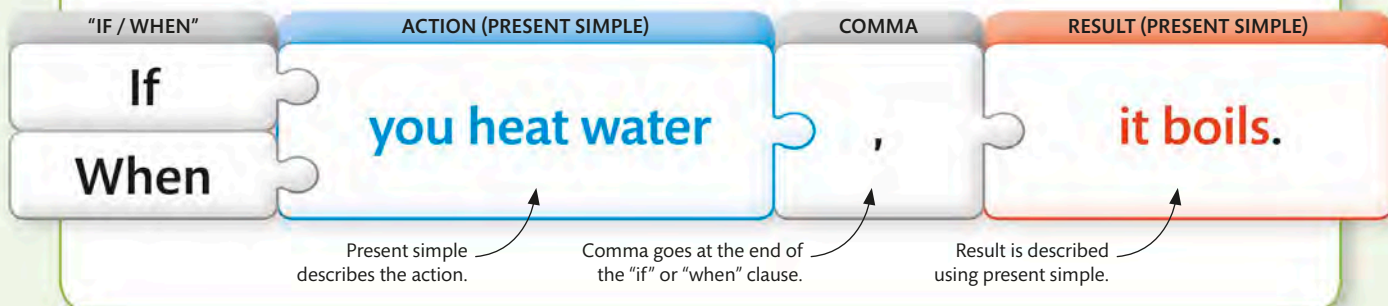 "IF / WHEN" ACTION (PRESENT SIMPLE) COMMA RESULT (PRESENT SIMPLE)
If
When
you heat water , it boils.
Present simple
describes the action.
Comma goes at the end of
the "if" or "when" clause.
Result is described
using present simple.